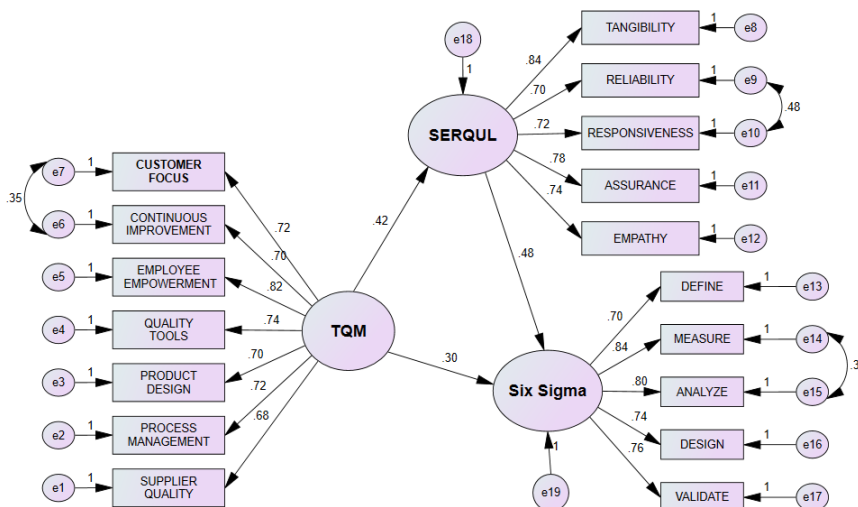 e18
1
TANGIBILITY
1
e8
.84
RELIABILITY
1
e9
.70
.48
SERQUL
.72
RESPONSIVENESS
1
e10
.78
ASSURANCE
1
e11
.74
EMPATHY
1
e12
e7
1
CUSTOMER
FOCUS
.35
e6
1
CONTINUOUS
IMPROVEMENT
.72
.42
.70
e5
1
EMPLOYEE
EMPOWERMENT
.82
.48
e4
1
QUALITY
TOOLS
.74
TQM
e3
1
PRODUCT
DESIGN
.70
.30
e2
1
PROCESS
MANAGEMENT
.72
e1
1
SUPPLIER
QUALITY
.68
DEFINE
1
e13
.70
MEASURE
1
e14
.84
.3
Six Sigma
.80
ANALYZE
1
e15
.74
DESIGN
1
e16
.76
VALIDATE
1
e17
1
e19